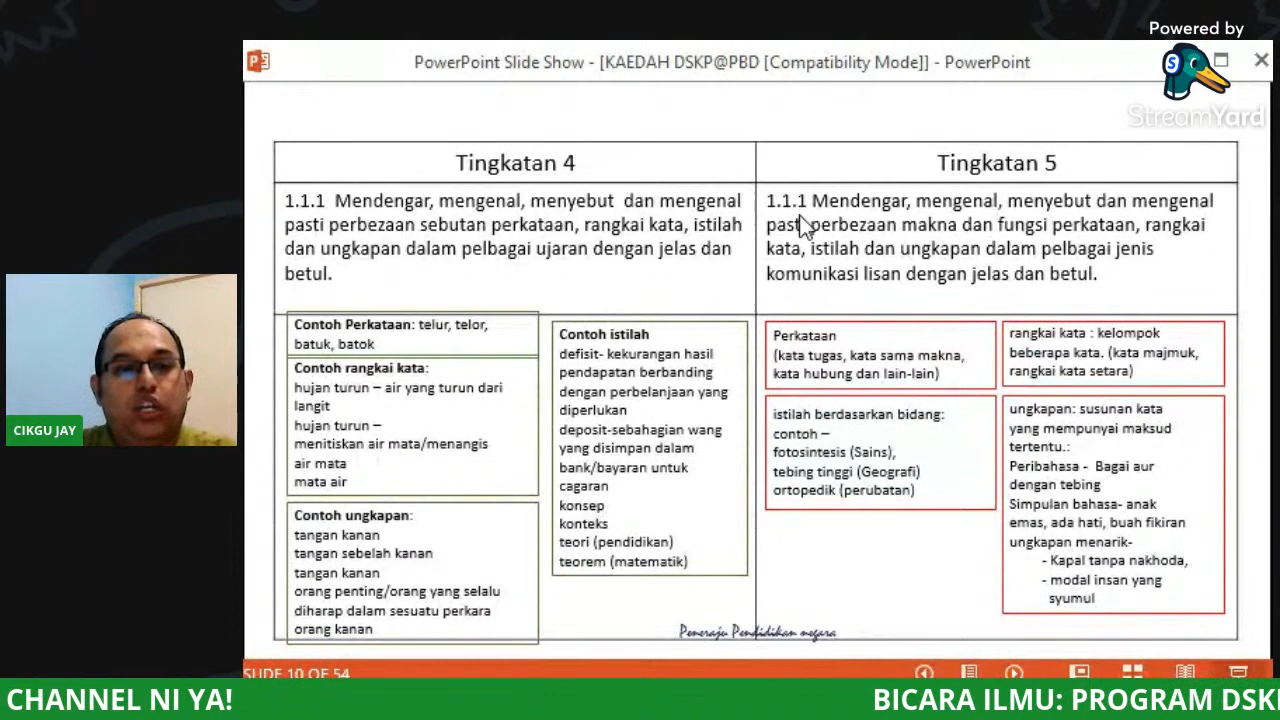 Powered by
StreamYard
PowerPoint Slide Show - [KAEDAH DSKP@PBD [Compatibility Mode]] - PowerPoint
Tingkatan 4
1.1.1 Mendengar, mengenal, menyebut dan mengenal
pasti perbezaan sebutan perkataan, rangkai kata, istilah
dan ungkapan dalam pelbagai ujaran dengan jelas dan
betul.
Tingkatan 5
1.1.1 Mendengar, mengenal, menyebut dan mengenal
pasti perbezaan makna dan fungsi perkataan, rangkai
kata, istilah dan ungkapan dalam pelbagai jenis
komunikasi lisan dengan jelas dan betul.
Contoh Perkataan: telur, telor,
batuk, batok
Contoh rangkai kata:
hujan turun – air yang turun dari
langit
hujan turun –
menitiskan air mata/menangis
air mata
mata air
Contoh ungkapan:
tangan kanan
tangan sebelah kanan
tangan kanan
orang penting/orang yang selalu
diharap dalam sesuatu perkara
orang kanan
Contoh istilah
defisit- kekurangan hasil
pendapatan berbanding
dengan perbelanjaan yang
diperlukan
deposit-sebahagian wang
yang disimpan dalam
bank/bayaran untuk
cagaran
konsep
konteks
teori (pendidikan)
teorem (matematik)
Perkataan
(kata tugas, kata sama makna,
kata hubung dan lain-lain)
istilah berdasarkan bidang:
contoh –
fotosintesis (Sains),
tebing tinggi (Geografi)
ortopedik (perubatan)
rangkai kata : kelompok
beberapa kata. (kata majmuk,
rangkai kata setara)
ungkapan: susunan kata
yang mempunyai maksud
tertentu.:
Peribahasa - Bagai aur
dengan tebing
Simpulan bahasa- anak
emas, ada hati, buah fikiran
ungkapan menarik-
- Kapal tanpa nakhoda,
- modal insan yang
syumul
Peneraju Pendidikan negara
SLIDE 10 OF 54
CIKGU JAY
CHANNEL NI YA!
BICARA ILMU: PROGRAM DSK